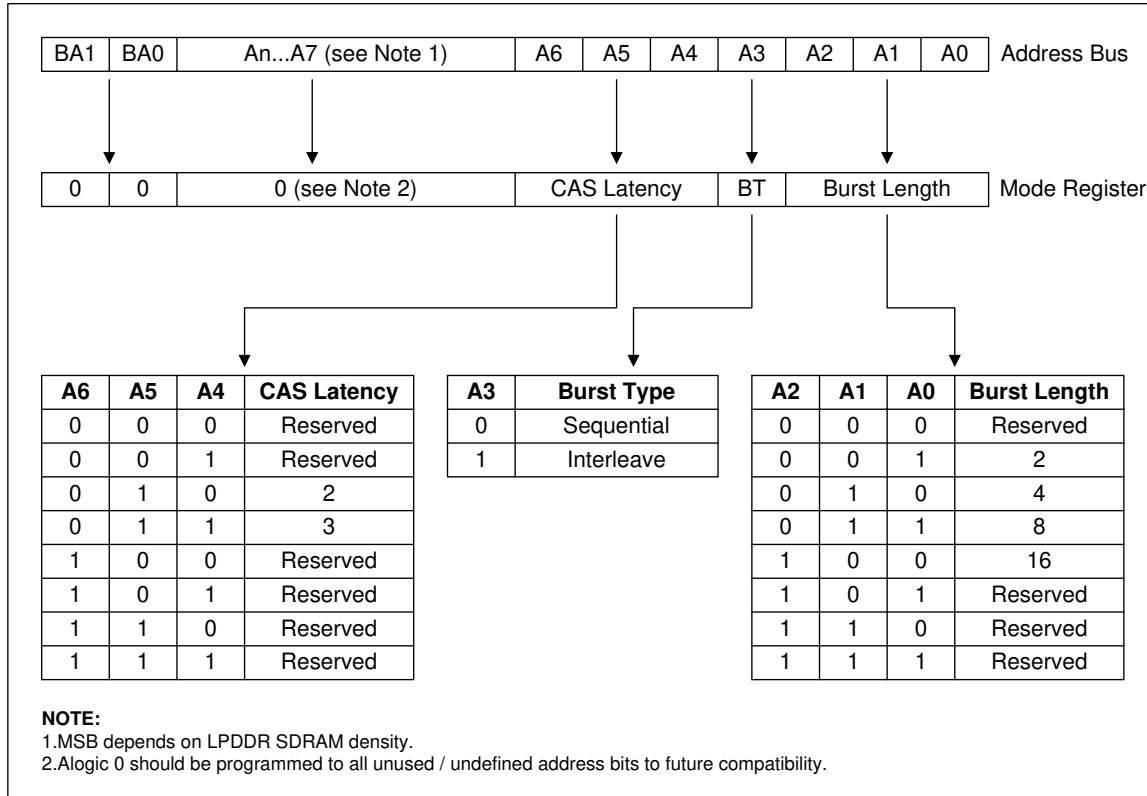 BA1 BA0 An...A7 (see Note 1) A6 A5 A4 A3 A2 A1 A0 Address Bus
0 0 0 (see Note 2) CAS Latency BT Burst Length Mode Register
A6 A5 A4 CAS Latency
0 0 0 Reserved
0 0 1 Reserved
0 1 0 2
0 1 1 3
1 0 0 Reserved
1 0 1 Reserved
1 1 0 Reserved
1 1 1 Reserved
A3 Burst Type
0 Sequential
1 Interleave
A2 A1 A0 Burst Length
0 0 0 Reserved
0 0 1 2
0 1 0 4
0 1 1 8
1 0 0 16
1 0 1 Reserved
1 1 0 Reserved
1 1 1 Reserved
NOTE:
1.MSB depends on LPDDR SDRAM density.
2.Alogic 0 should be programmed to all unused / undefined address bits to future compatibility.